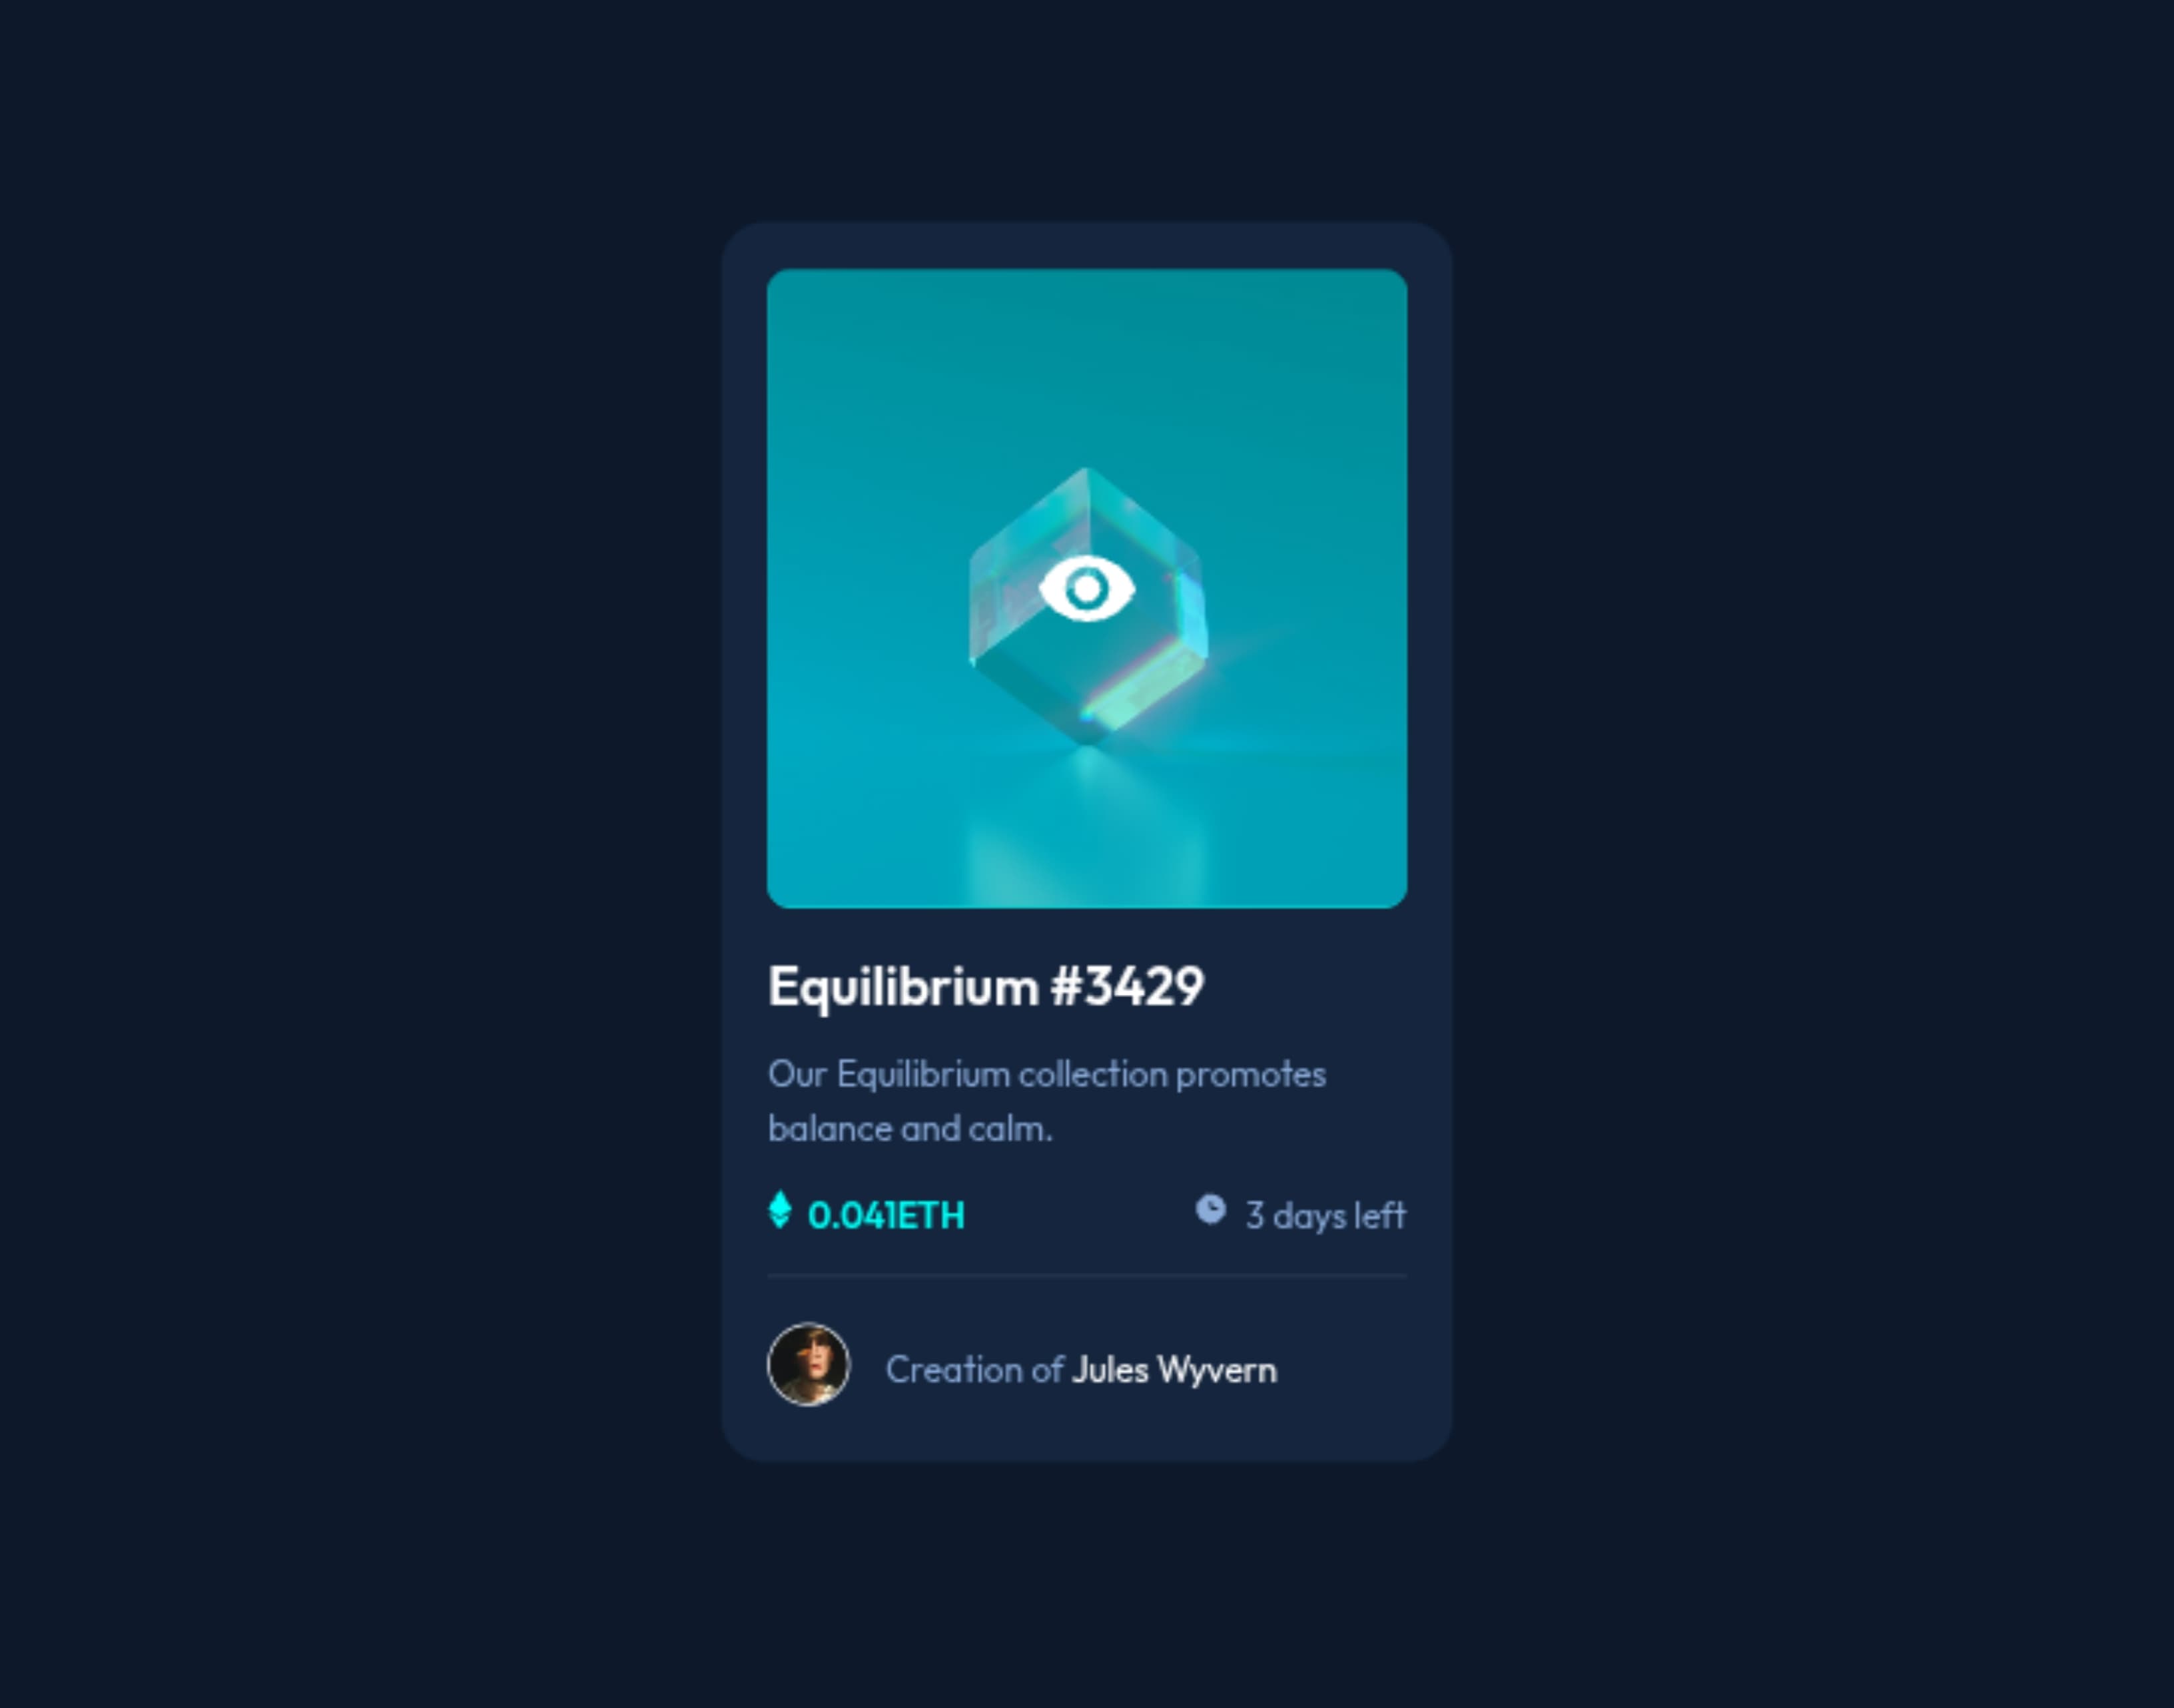 Equilibrium #3429
Our Equilibrium collection promotes
balance and calm.
0.041ETH
3 days left
Creation of Jules Wyvern